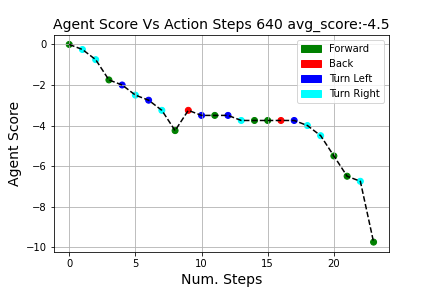 Agent Score Vs Action Steps 640 avg_score:-4.5
Forward
Back
Turn Left
Turn Right
Agent Score
0
−2
−4
−6
−8
−10
0
5
10
15
20
Num. Steps